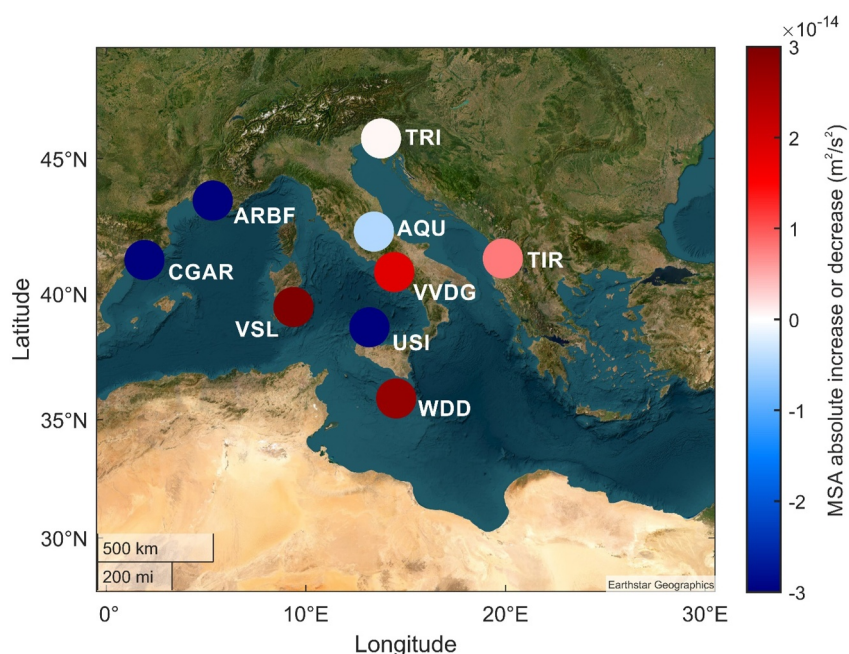 ×10⁻¹⁴
3
2
1
0
-1
-2
-3
MSA absolute increase or decrease (m²/s²)
45°N
40°N
35°N
30°N
Latitude
TRI
ARBF
AQU
CGAR
TIR
VVDG
VSL
USI
WDD
500 km
200 mi
Earthstar Geographics
0°
10°E
20°E
30°E
Longitude